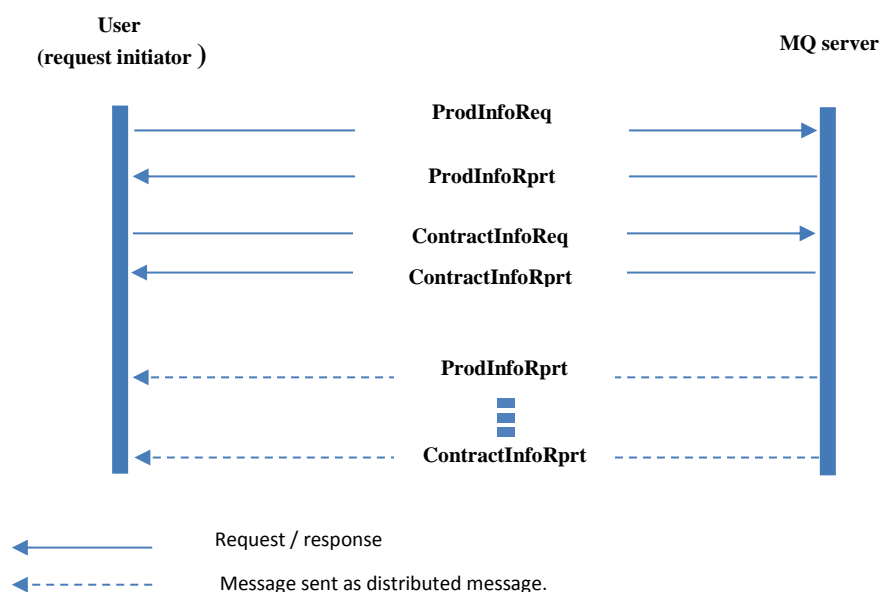 User
(request initiator )
MQ server
ProdInfoReq
ProdInfoRprt
ContractInfoReq
ContractInfoRprt
ProdInfoRprt
ContractInfoRprt
Request / response
Message sent as distributed message.